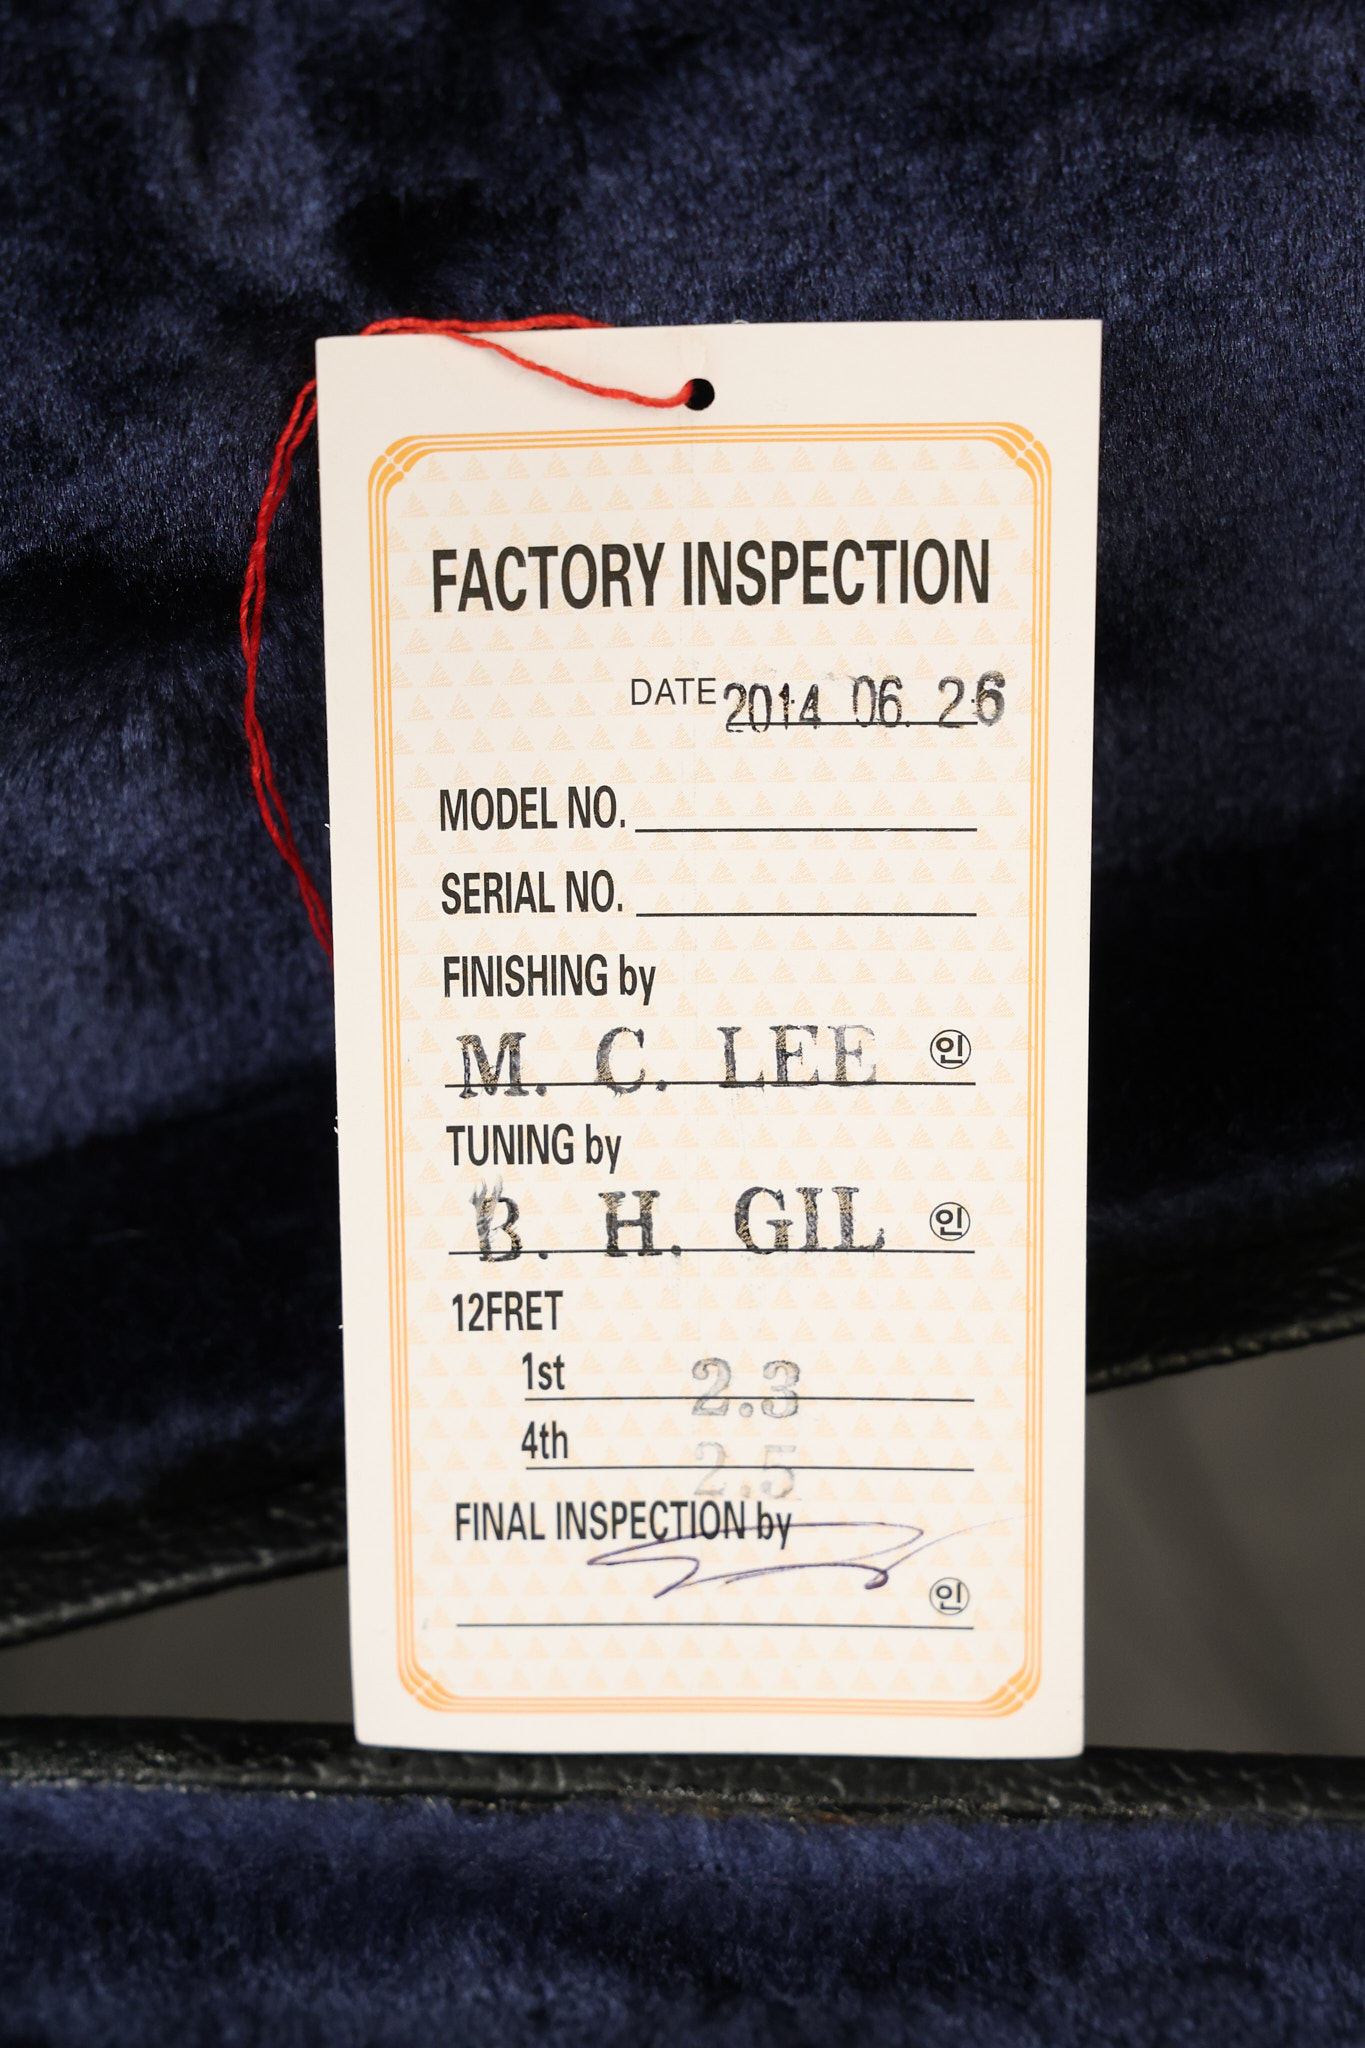 FACTORY INSPECTION
DATE 2014 06. 26
MODEL NO.
SERIAL NO.
FINISHING by
M. C. LEE 인
TUNING by
B. H. GIL 인
12FRET
1st 2.3
4th 2.5
FINAL INSPECTION by
인